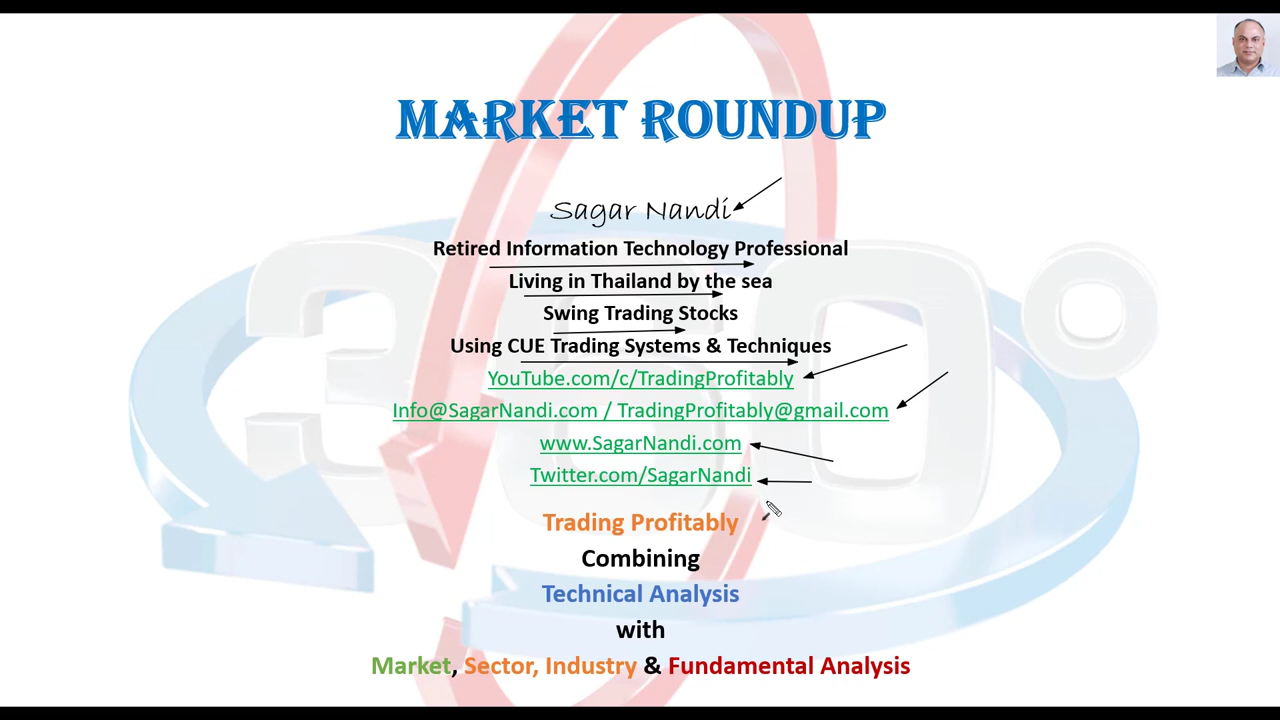 MARKET ROUNDUP
Sagar Nandi
Retired Information Technology Professional
Living in Thailand by the sea
Swing Trading Stocks
Using CUE Trading Systems & Techniques
YouTube.com/c/TradingProfitably
Info@SagarNandi.com / TradingProfitably@gmail.com
www.SagarNandi.com
Twitter.com/SagarNandi
Trading Profitably
Combining
Technical Analysis
with
Market, Sector, Industry & Fundamental Analysis
360°